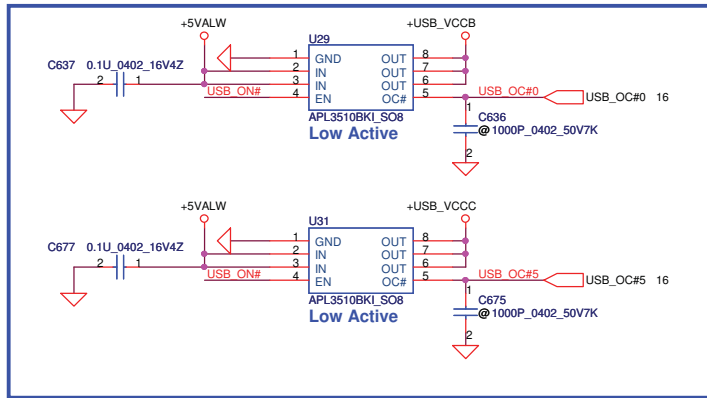 +5VALW
U29
+USB_VCCB
C637 0.1U_0402_16V4Z
2 1
1 GND OUT 8
2 IN OUT 7
3 IN OUT 6
USB_ON# 4 EN OC# 5 USB_OC#0 USB_OC#0 16
APL3510BKI_SO8
Low Active
1
C636
@1000P_0402_50V7K
2
+5VALW
U31
+USB_VCCC
C677 0.1U_0402_16V4Z
2 1
1 GND OUT 8
2 IN OUT 7
3 IN OUT 6
USB_ON# 4 EN OC# 5 USB_OC#5 USB_OC#5 16
APL3510BKI_SO8
Low Active
1
C675
@1000P_0402_50V7K
2